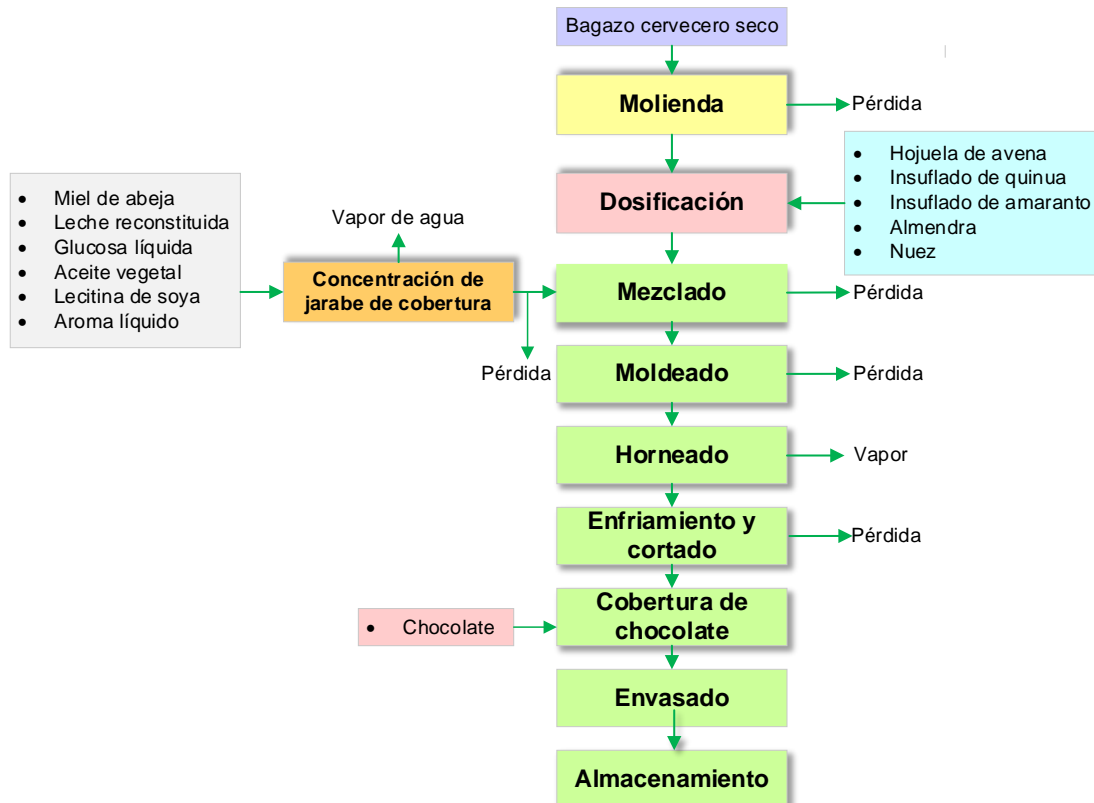 Bagazo cervecero seco
Molienda
Pérdida
• Hojuela de avena
• Insuflado de quinua
• Insuflado de amaranto
• Almendra
• Nuez
Dosificación
• Miel de abeja
• Leche reconstituida
• Glucosa líquida
• Aceite vegetal
• Lecitina de soya
• Aroma líquido
Vapor de agua
Concentración de
jarabe de cobertura
Pérdida
Mezclado
Pérdida
Moldeado
Pérdida
Horneado
Vapor
Enfriamiento y
cortado
Pérdida
• Chocolate
Cobertura de
chocolate
Envasado
Almacenamiento